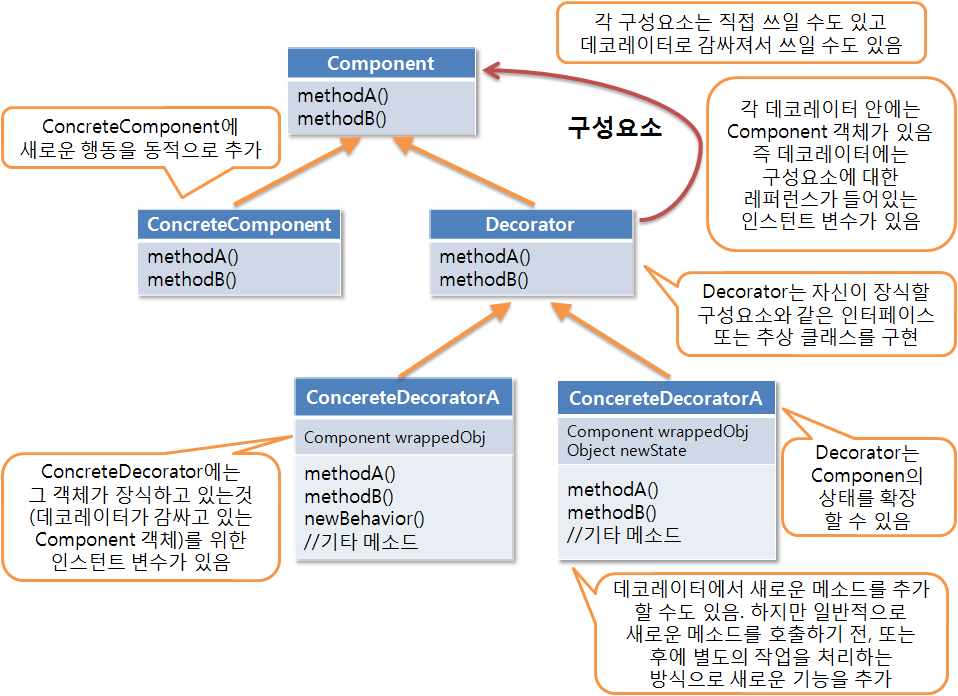 각 구성요소는 직접 쓰일 수도 있고
데코레이터로 감싸져서 쓰일 수도 있음
Component
methodA()
methodB()
구성요소
각 데코레이터 안에는
Component 객체가 있음
즉 데코레이터에는
구성요소에 대한
레퍼런스가 들어있는
인스턴트 변수가 있음
ConcreteComponent에
새로운 행동을 동적으로 추가
ConcreteComponent
methodA()
methodB()
Decorator
methodA()
methodB()
Decorator는 자신이 장식할
구성요소와 같은 인터페이스
또는 추상 클래스를 구현
ConcereteDecoratorA
Component wrappedObj
methodA()
methodB()
newBehavior()
//기타 메소드
ConcereteDecoratorA
Component wrappedObj
Object newState
methodA()
methodB()
//기타 메소드
ConcreteDecorator에는
그 객체가 장식하고 있는것
(데코레이터가 감싸고 있는
Component 객체)를 위한
인스턴트 변수가 있음
Decorator는
Componen의
상태를 확장
할 수 있음
데코레이터에서 새로운 메소드를 추가
할 수도 있음. 하지만 일반적으로
새로운 메소드를 호출하기 전, 또는
후에 별도의 작업을 처리하는
방식으로 새로운 기능을 추가